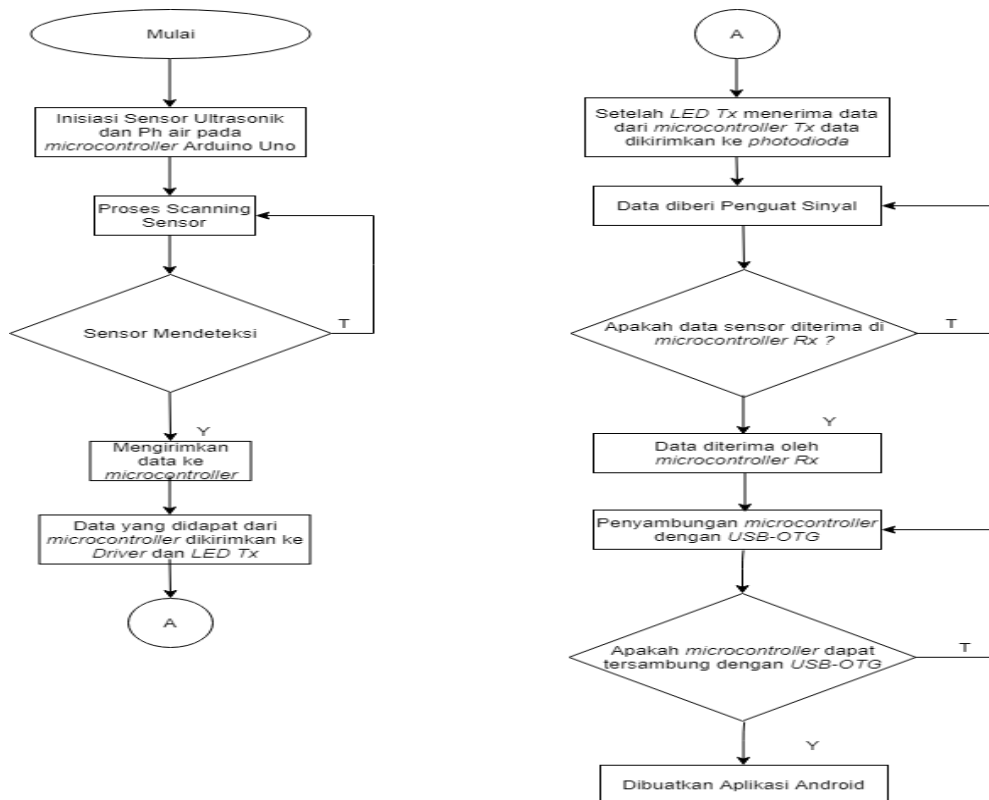 Mulai
Inisiasi Sensor Ultrasonik
dan Ph air pada
microcontroller Arduino Uno
Proses Scanning
Sensor
Sensor Mendeteksi
T
Y
Mengirimkan
data ke
microcontroller
Data yang didapat dari
microcontroller dikirimkan ke
Driver dan LED Tx
A
A
Setelah LED Tx menerima data
dari microcontroller Tx data
dikirimkan ke photodioda
Data diberi Penguat Sinyal
Apakah data sensor diterima di
microcontroller Rx ?
T
Y
Data diterima oleh
microcontroller Rx
Penyambungan microcontroller
dengan USB-OTG
Apakah microcontroller dapat
tersambung dengan USB-OTG
T
Y
Dibuatkan Aplikasi Android